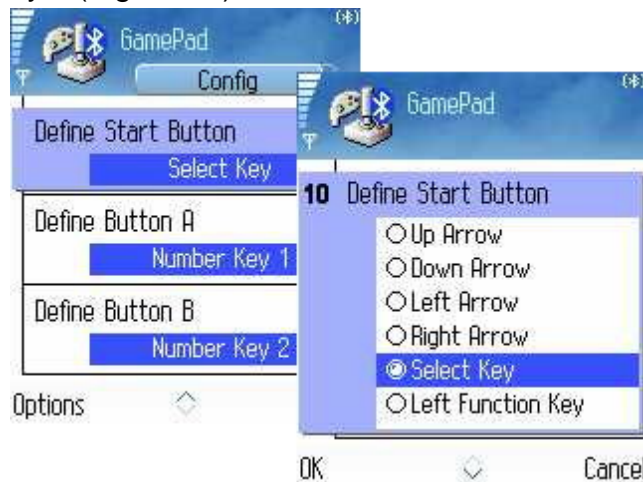 GamePad
Config
Define Start Button
Select Key
Define Button A
Number Key 1
Define Button B
Number Key 2
Options
GamePad
10 Define Start Button
Up Arrow
Down Arrow
Left Arrow
Right Arrow
Select Key
Left Function Key
OK
Cancel